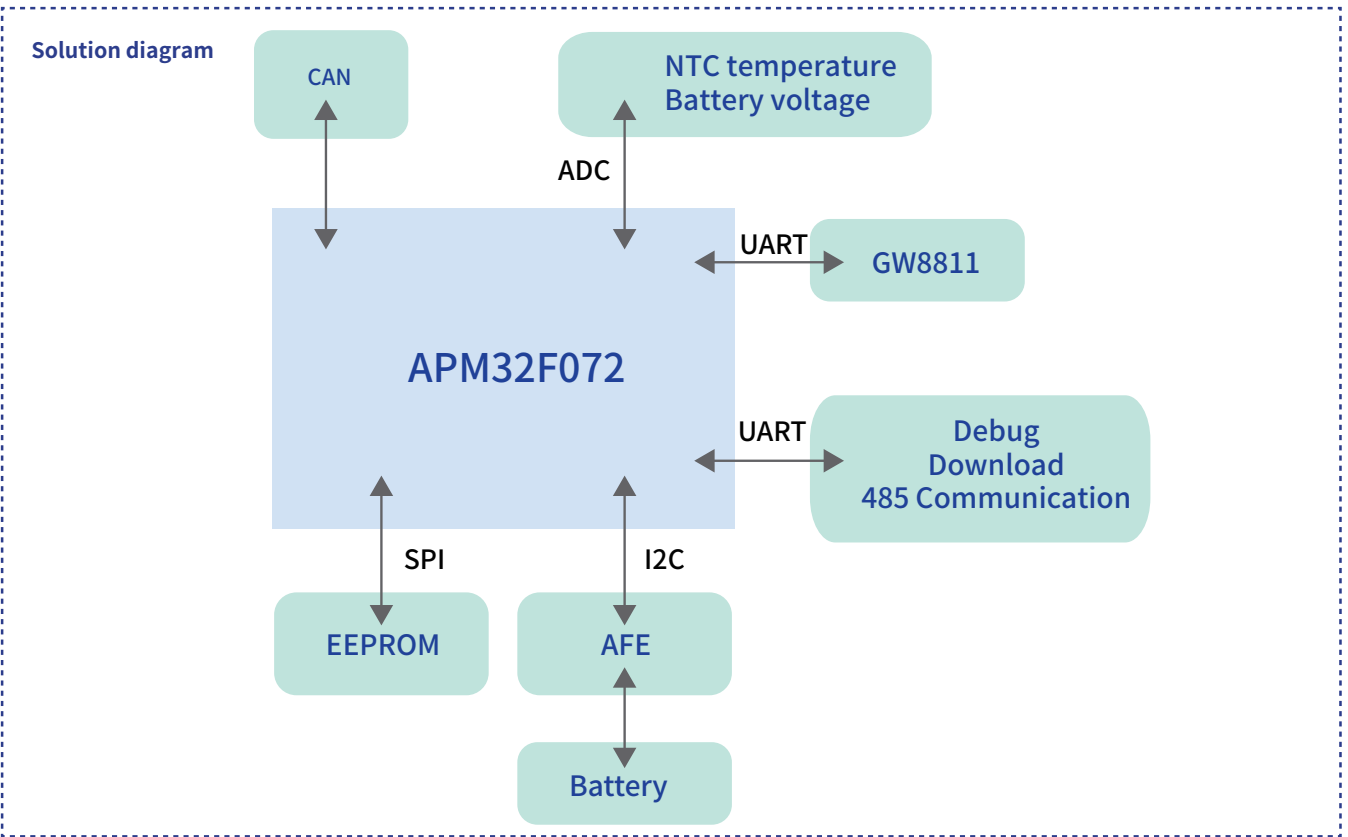 Solution diagram
CAN
NTC temperature
Battery voltage
ADC
UART
GW8811
APM32F072
UART
Debug
Download
485 Communication
SPI
I2C
EEPROM
AFE
Battery